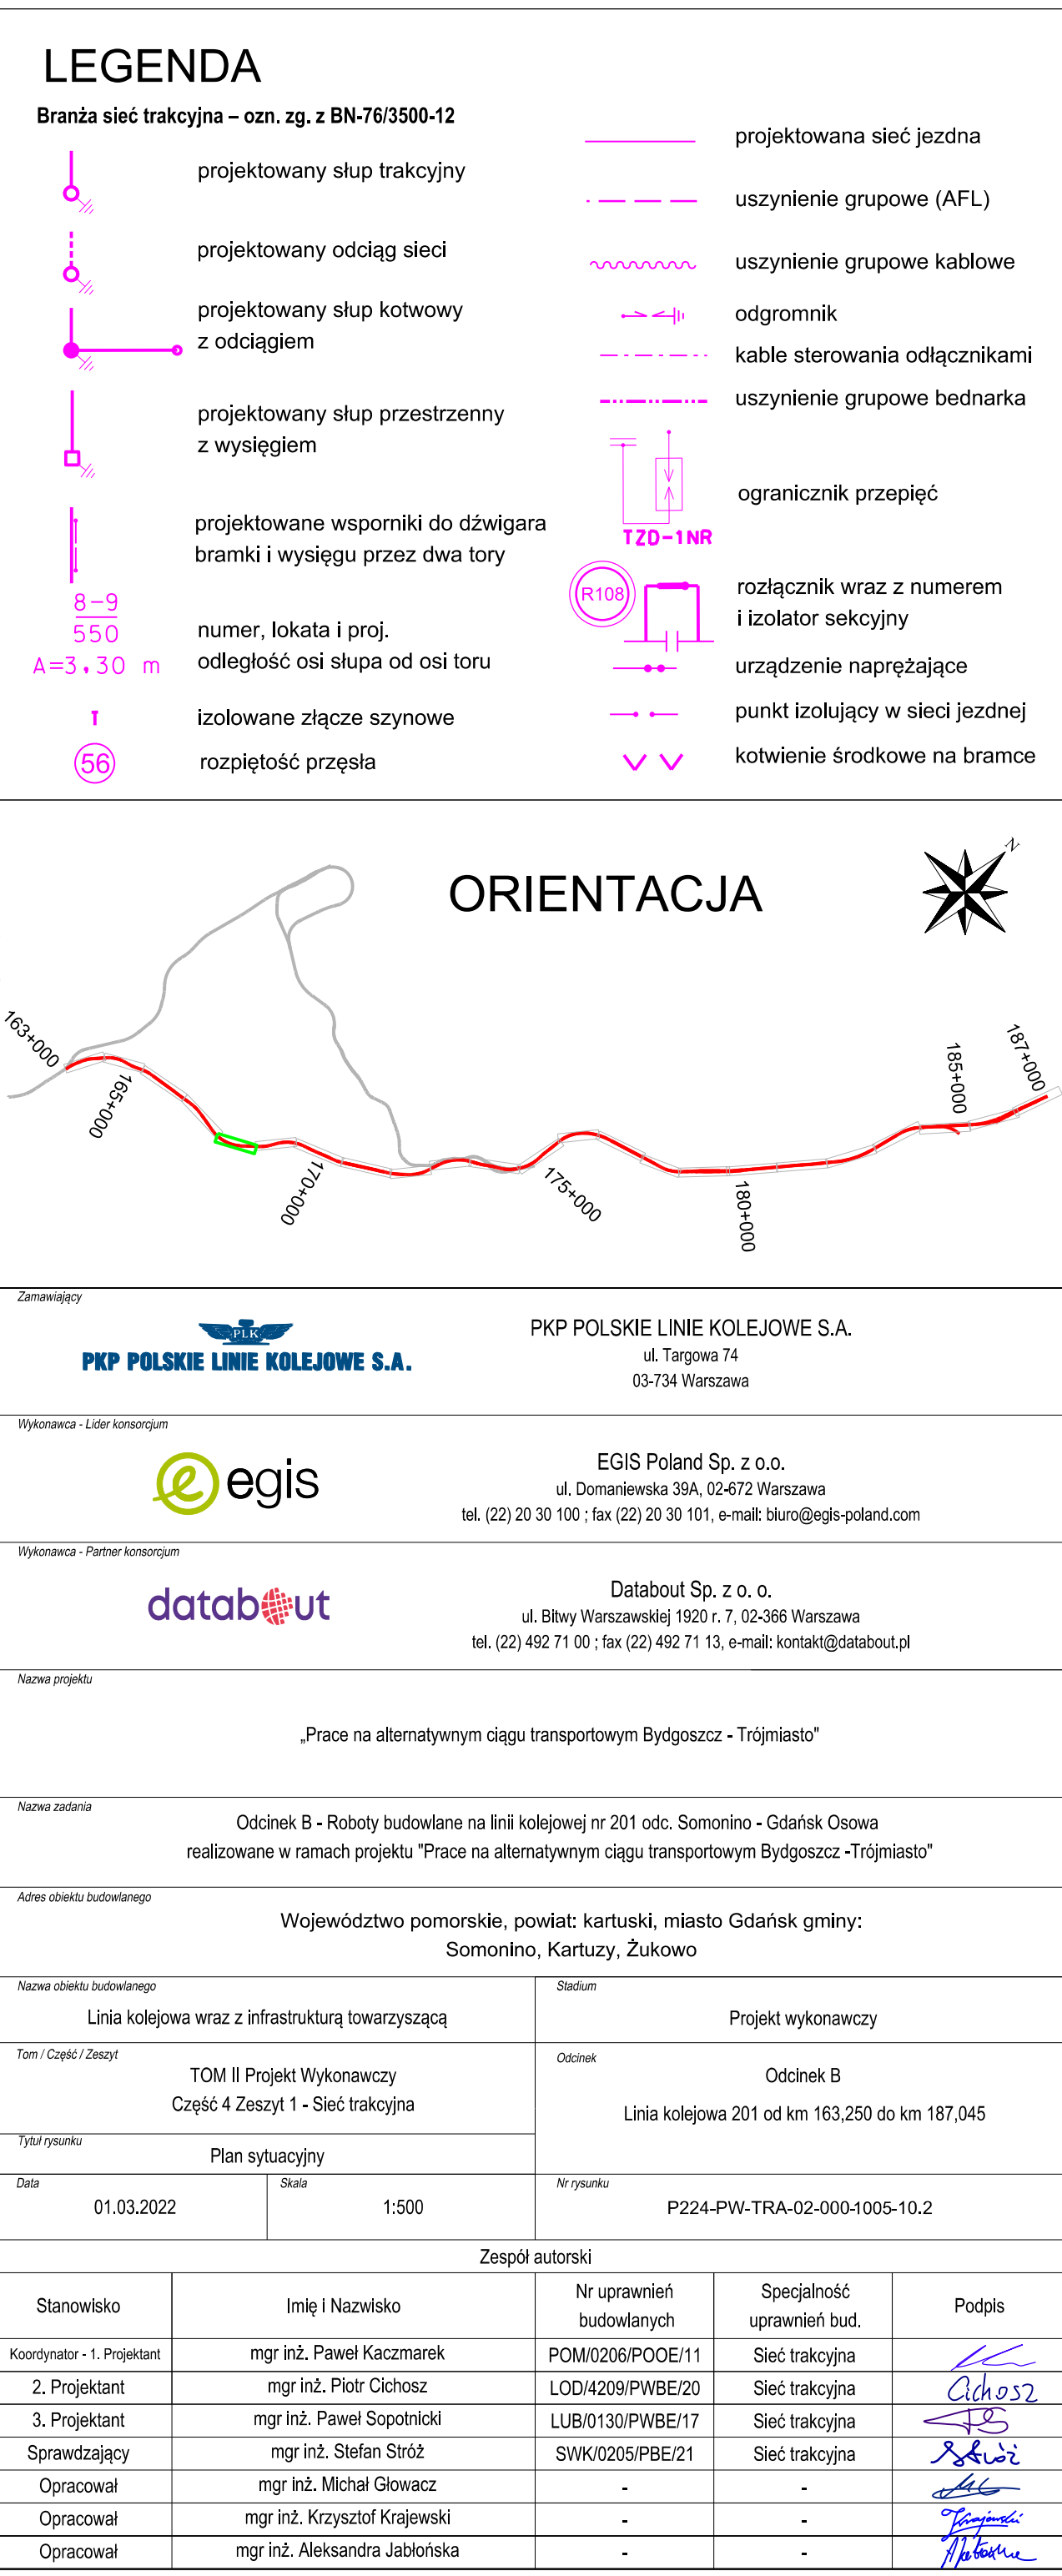 LEGENDA
Branża sieć trakcyjna – ozn. zg. z BN-76/3500-12
projektowany słup trakcyjny
projektowany odciąg sieci
projektowany słup kotwowy
z odciągiem
projektowany słup przestrzenny
z wysięgiem
projektowane wsporniki do dźwigara
bramki i wysięgu przez dwa tory
8-9
550
A=3,30 m
numer, lokata i proj.
odległość osi słupa od osi toru
izolowane złącze szynowe
56
rozpiętość przęsła
projektowana sieć jezdna
uszynienie grupowe (AFL)
uszynienie grupowe kablowe
odgromnik
kable sterowania odłącznikami
uszynienie grupowe bednarka
ogranicznik przepięć
TZD-1NR
R108
rozłącznik wraz z numerem
i izolator sekcyjny
urządzenie naprężające
punkt izolujący w sieci jezdnej
kotwienie środkowe na bramce
ORIENTACJA
N
163+000
165+000
170+000
175+000
180+000
185+000
187+000
Zamawiający
PLK
PKP POLSKIE LINIE KOLEJOWE S.A.
PKP POLSKIE LINIE KOLEJOWE S.A.
ul. Targowa 74
03-734 Warszawa
Wykonawca - Lider konsorcjum
egis
EGIS Poland Sp. z o.o.
ul. Domaniewska 39A, 02-672 Warszawa
tel. (22) 20 30 100 ; fax (22) 20 30 101, e-mail: biuro@egis-poland.com
Wykonawca - Partner konsorcjum
databout
Databout Sp. z o. o.
ul. Bitwy Warszawskiej 1920 r. 7, 02-366 Warszawa
tel. (22) 492 71 00 ; fax (22) 492 71 13, e-mail: kontakt@databout.pl
Nazwa projektu
„Prace na alternatywnym ciągu transportowym Bydgoszcz - Trójmiasto"
Nazwa zadania
Odcinek B - Roboty budowlane na linii kolejowej nr 201 odc. Somonino - Gdańsk Osowa
realizowane w ramach projektu "Prace na alternatywnym ciągu transportowym Bydgoszcz -Trójmiasto"
Adres obiektu budowlanego
Województwo pomorskie, powiat: kartuski, miasto Gdańsk gminy:
Somonino, Kartuzy, Żukowo
Nazwa obiektu budowlanego
Linia kolejowa wraz z infrastrukturą towarzyszącą
Stadium
Projekt wykonawczy
Tom / Część / Zeszyt
TOM II Projekt Wykonawczy
Część 4 Zeszyt 1 - Sieć trakcyjna
Odcinek
Odcinek B
Linia kolejowa 201 od km 163,250 do km 187,045
Tytuł rysunku
Plan sytuacyjny
Data
01.03.2022
Skala
1:500
Nr rysunku
P224-PW-TRA-02-000-1005-10.2
Zespół autorski
Stanowisko Imię i Nazwisko Nr uprawnień budowlanych Specjalność uprawnień bud. Podpis
Koordynator - 1. Projektant mgr inż. Paweł Kaczmarek POM/0206/POOE/11 Sieć trakcyjna
2. Projektant mgr inż. Piotr Cichosz LOD/4209/PWBE/20 Sieć trakcyjna Cichosz
3. Projektant mgr inż. Paweł Sopotnicki LUB/0130/PWBE/17 Sieć trakcyjna
Sprawdzający mgr inż. Stefan Stróż SWK/0205/PBE/21 Sieć trakcyjna Stróż
Opracował mgr inż. Michał Głowacz - -
Opracował mgr inż. Krzysztof Krajewski - - Krajewski
Opracował mgr inż. Aleksandra Jabłońska - -